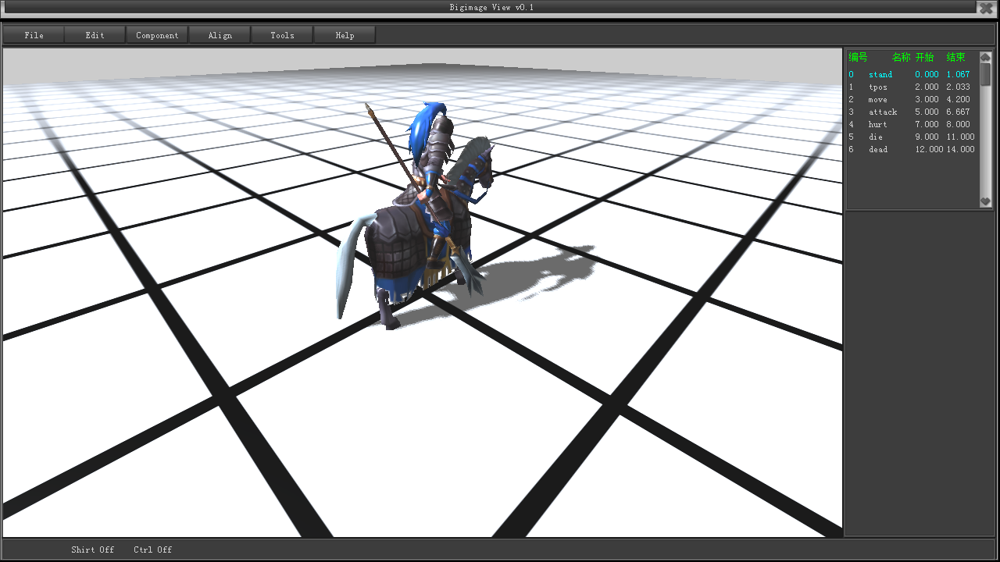 Bigimage View v0.1
File Edit Component Align Tools Help
编号 名称 开始 结束
0 stand 0.000 1.067
1 tpos 2.000 2.033
2 move 3.000 4.200
3 attack 5.000 6.667
4 hurt 7.000 8.000
5 die 9.000 11.000
6 dead 12.000 14.000
Shirt Off Ctrl Off